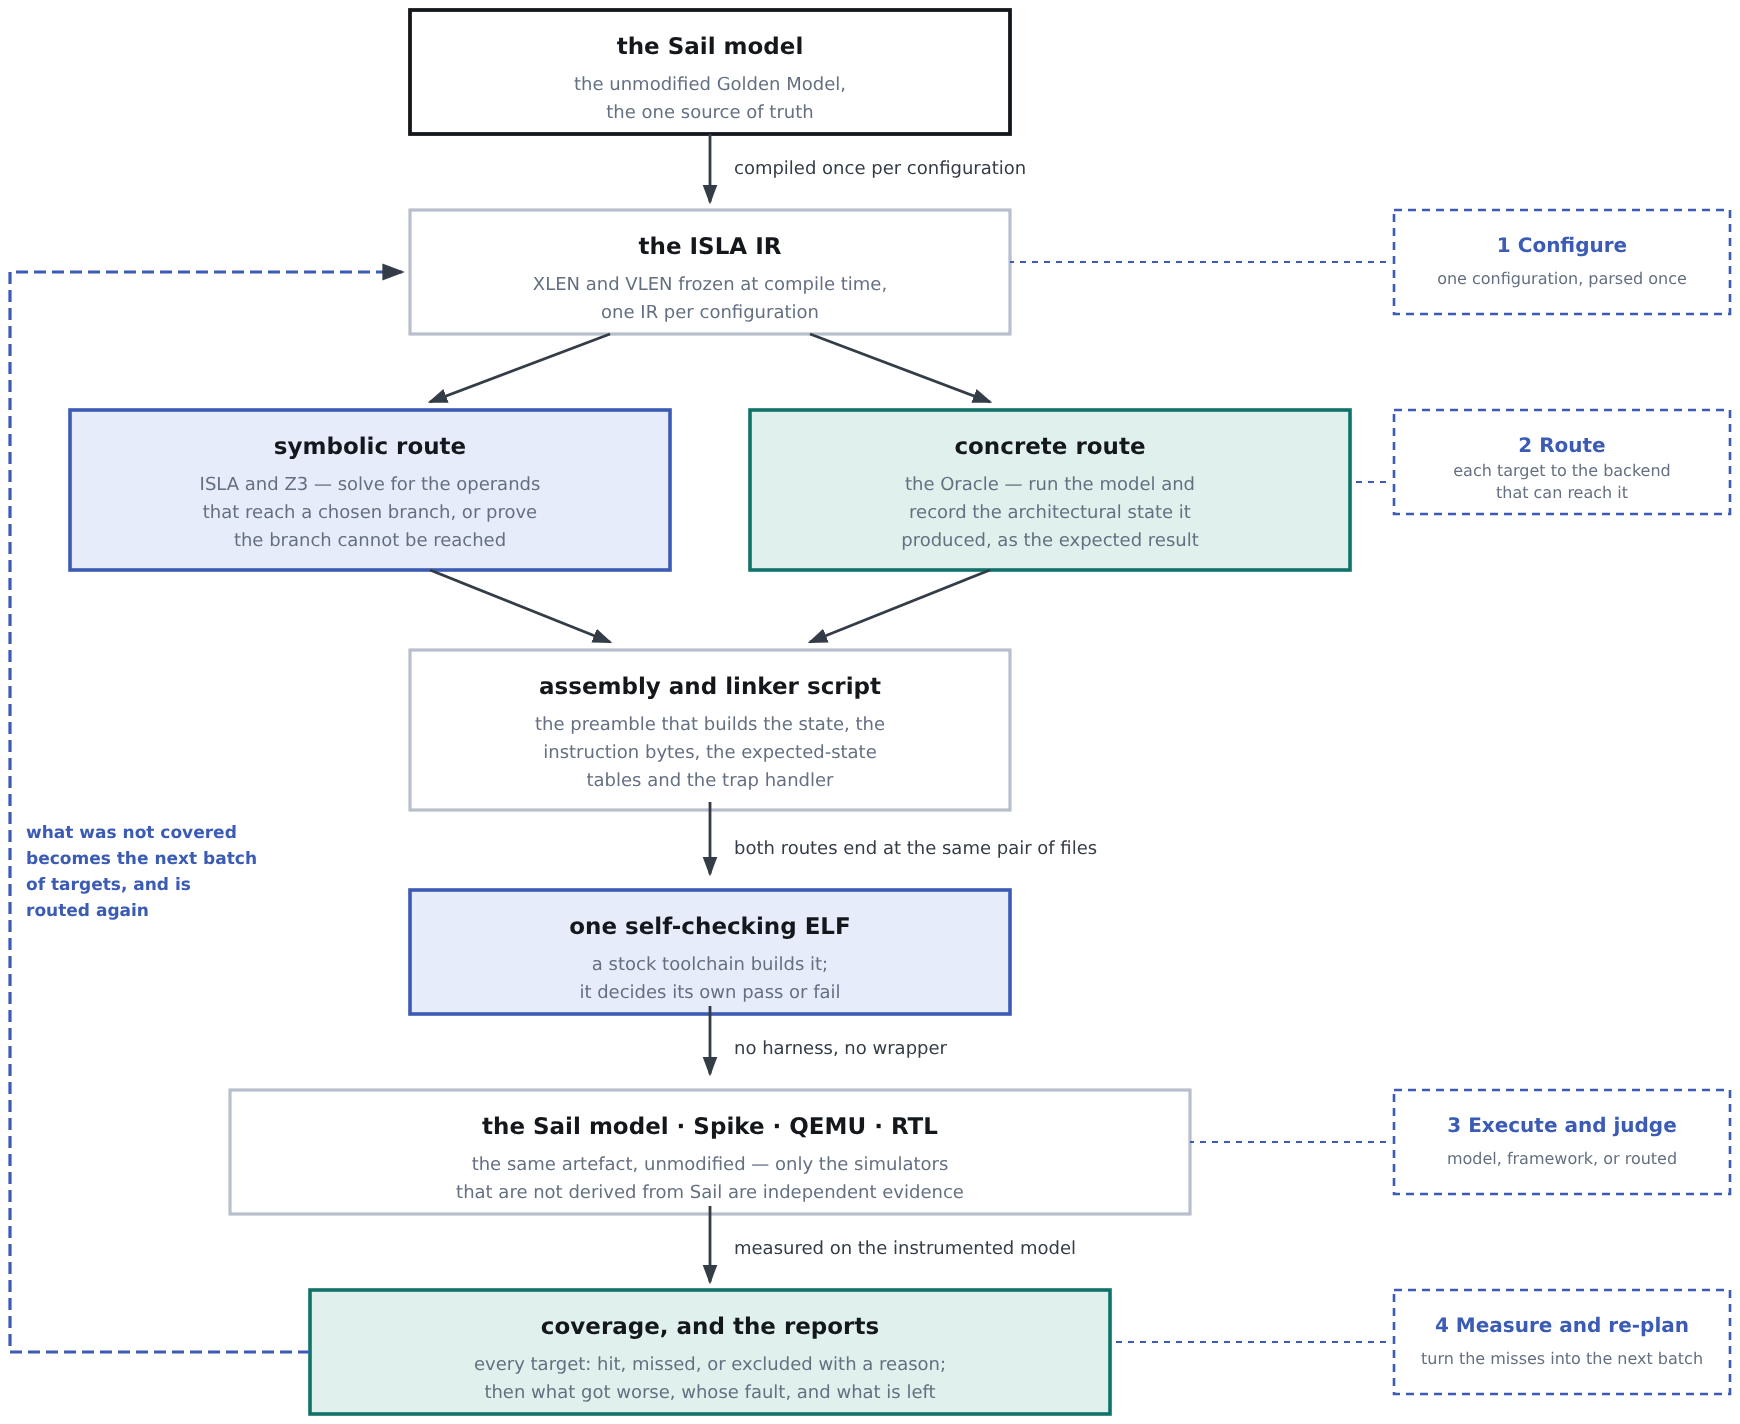 the Sail model
the unmodified Golden Model,
the one source of truth
compiled once per configuration
the ISLA IR
XLEN and VLEN frozen at compile time,
one IR per configuration
1 Configure
one configuration, parsed once
symbolic route
ISLA and Z3 — solve for the operands
that reach a chosen branch, or prove
the branch cannot be reached
concrete route
the Oracle — run the model and
record the architectural state it
produced, as the expected result
2 Route
each target to the backend
that can reach it
assembly and linker script
the preamble that builds the state, the
instruction bytes, the expected-state
tables and the trap handler
what was not covered
becomes the next batch
of targets, and is
routed again
both routes end at the same pair of files
one self-checking ELF
a stock toolchain builds it;
it decides its own pass or fail
no harness, no wrapper
the Sail model · Spike · QEMU · RTL
the same artefact, unmodified — only the simulators
that are not derived from Sail are independent evidence
3 Execute and judge
model, framework, or routed
measured on the instrumented model
coverage, and the reports
every target: hit, missed, or excluded with a reason;
then what got worse, whose fault, and what is left
4 Measure and re-plan
turn the misses into the next batch